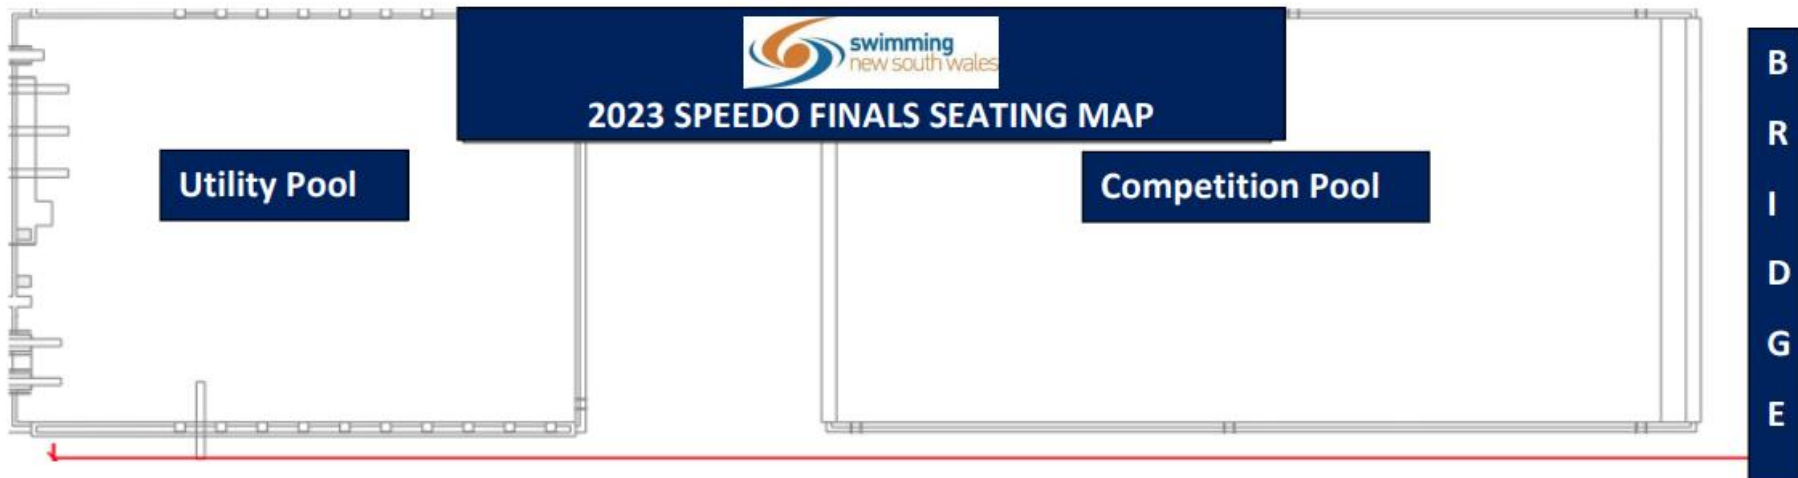 swimming
new south wales
2023 SPEEDO FINALS SEATING MAP
Utility Pool
Competition Pool
B
R
I
D
G
E